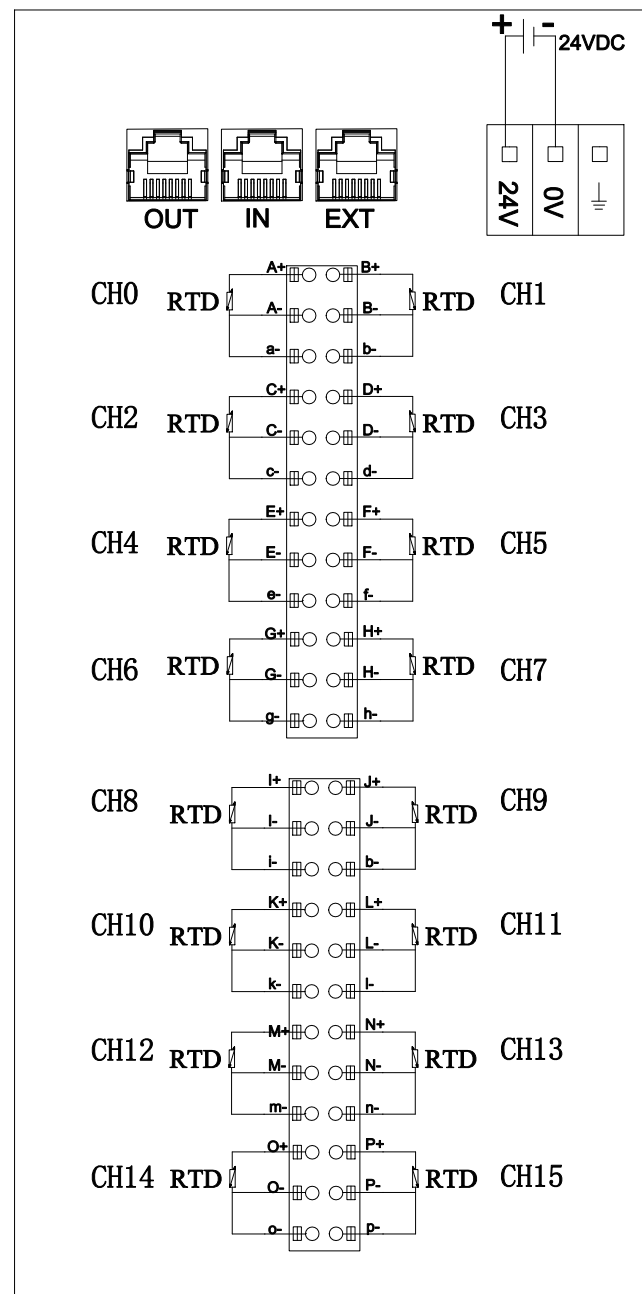 + - 24VDC
24V 0V
OUT IN EXT
A+ B+
CH0 RTD A- B- RTD CH1
a- b-
C+ D+
CH2 RTD C- D- RTD CH3
c- d-
E+ F+
CH4 RTD E- F- RTD CH5
e- f-
G+ H+
CH6 RTD G- H- RTD CH7
g- h-
I+ J+
CH8 RTD I- J- RTD CH9
i- b-
K+ L+
CH10 RTD K- L- RTD CH11
k- l-
M+ N+
CH12 RTD M- N- RTD CH13
m- n-
O+ P+
CH14 RTD O- P- RTD CH15
o- p-